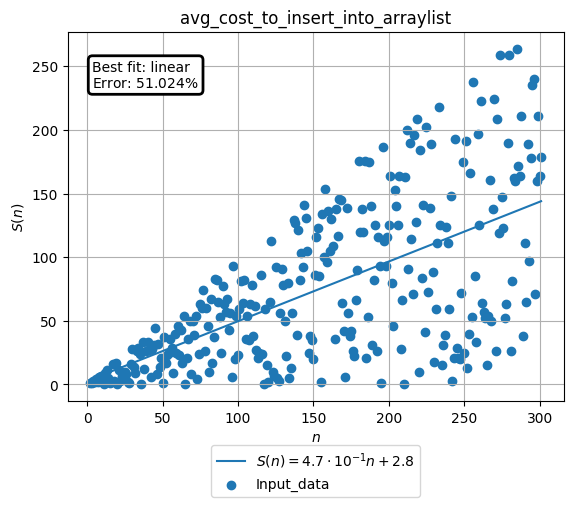 avg_cost_to_insert_into_arraylist
Best fit: linear
Error: 51.024%
250
200
150
100
50
0
S(n)
0 50 100 150 200 250 300
n
S(n) = 4.7 · 10⁻¹n + 2.8
Input_data